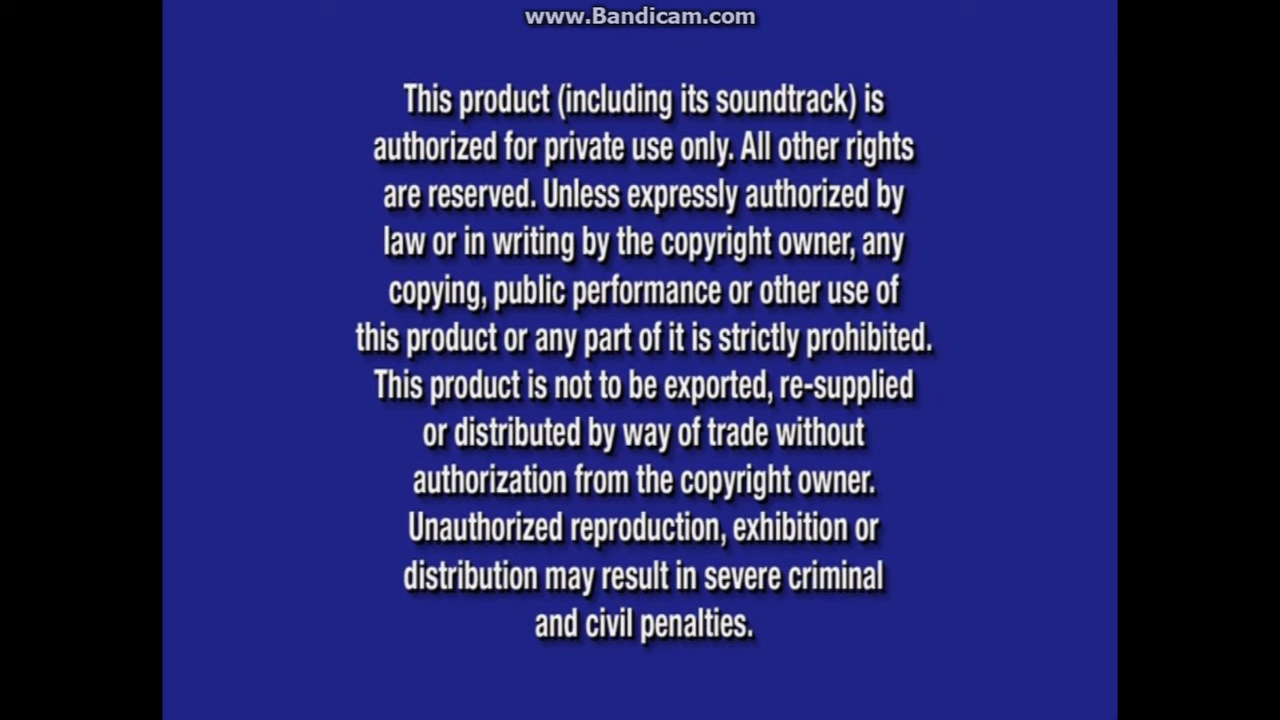 www.Bandicam.com
This product (including its soundtrack) is
authorized for private use only. All other rights
are reserved. Unless expressly authorized by
law or in writing by the copyright owner, any
copying, public performance or other use of
this product or any part of it is strictly prohibited.
This product is not to be exported, re-supplied
or distributed by way of trade without
authorization from the copyright owner.
Unauthorized reproduction, exhibition or
distribution may result in severe criminal
and civil penalties.